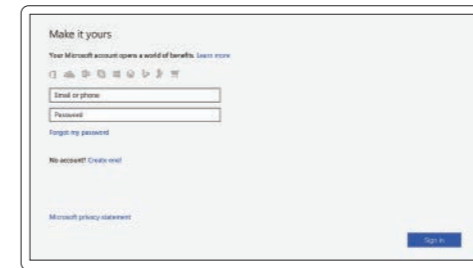 Make it yours
Your Microsoft account opens a world of benefits. Learn more
Email or phone
Password
Forgot my password
No account? Create one!
Microsoft privacy statement
Sign in